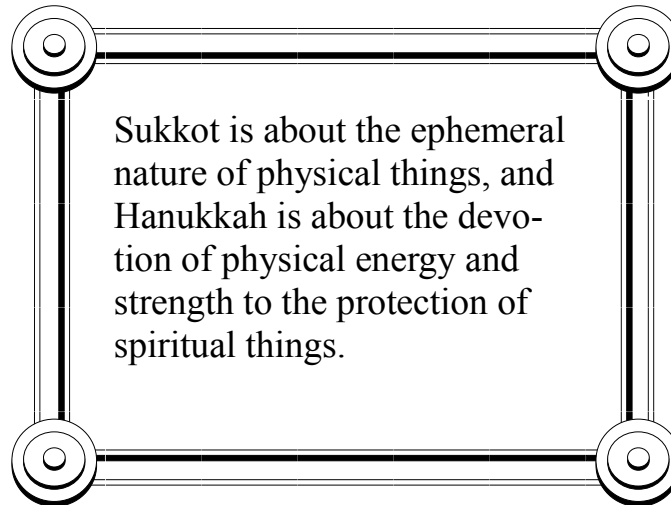 Sukkot is about the ephemeral
nature of physical things, and
Hanukkah is about the devo-
tion of physical energy and
strength to the protection of
spiritual things.